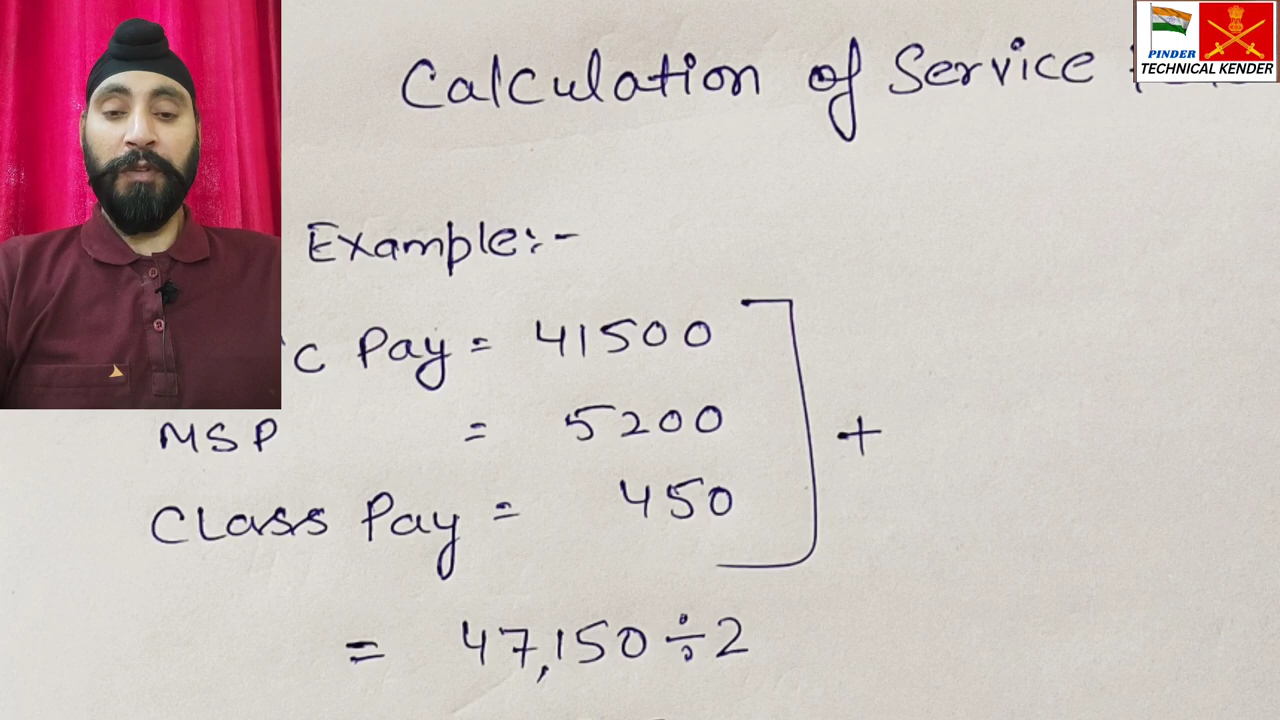 Calculation of Service
PINDER
TECHNICAL KENDER
Example:-
c Pay = 41500
MSP = 5200
+
Class Pay = 450
= 47,150 ÷ 2